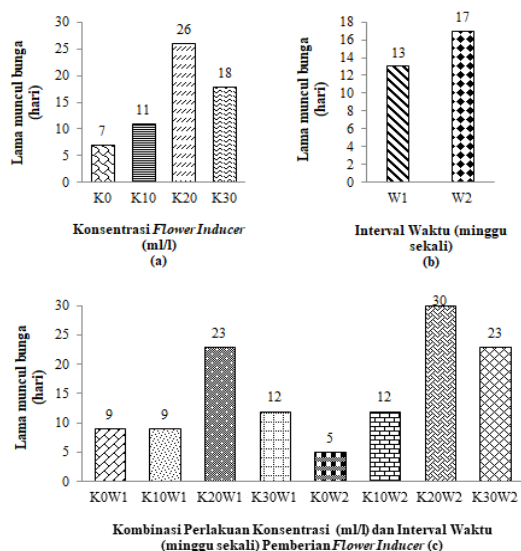 30
25
20
15
10
5
0
Lama muncul bunga
(hari)
7
11
26
18
K0 K10 K20 K30
Konsentrasi Flower Inducer
(ml/l)
(a)
18
16
14
12
10
8
6
4
2
0
Lama muncul bunga
(hari)
13
17
W1 W2
Interval Waktu (minggu
sekali)
(b)
30
25
20
15
10
5
0
Lama muncul bunga
(hari)
9
9
23
12
5
12
30
23
K0W1 K10W1 K20W1 K30W1 K0W2 K10W2 K20W2 K30W2
Kombinasi Perlakuan Konsentrasi (ml/l) dan Interval Waktu
(minggu sekali) Pemberian Flower Inducer (c)